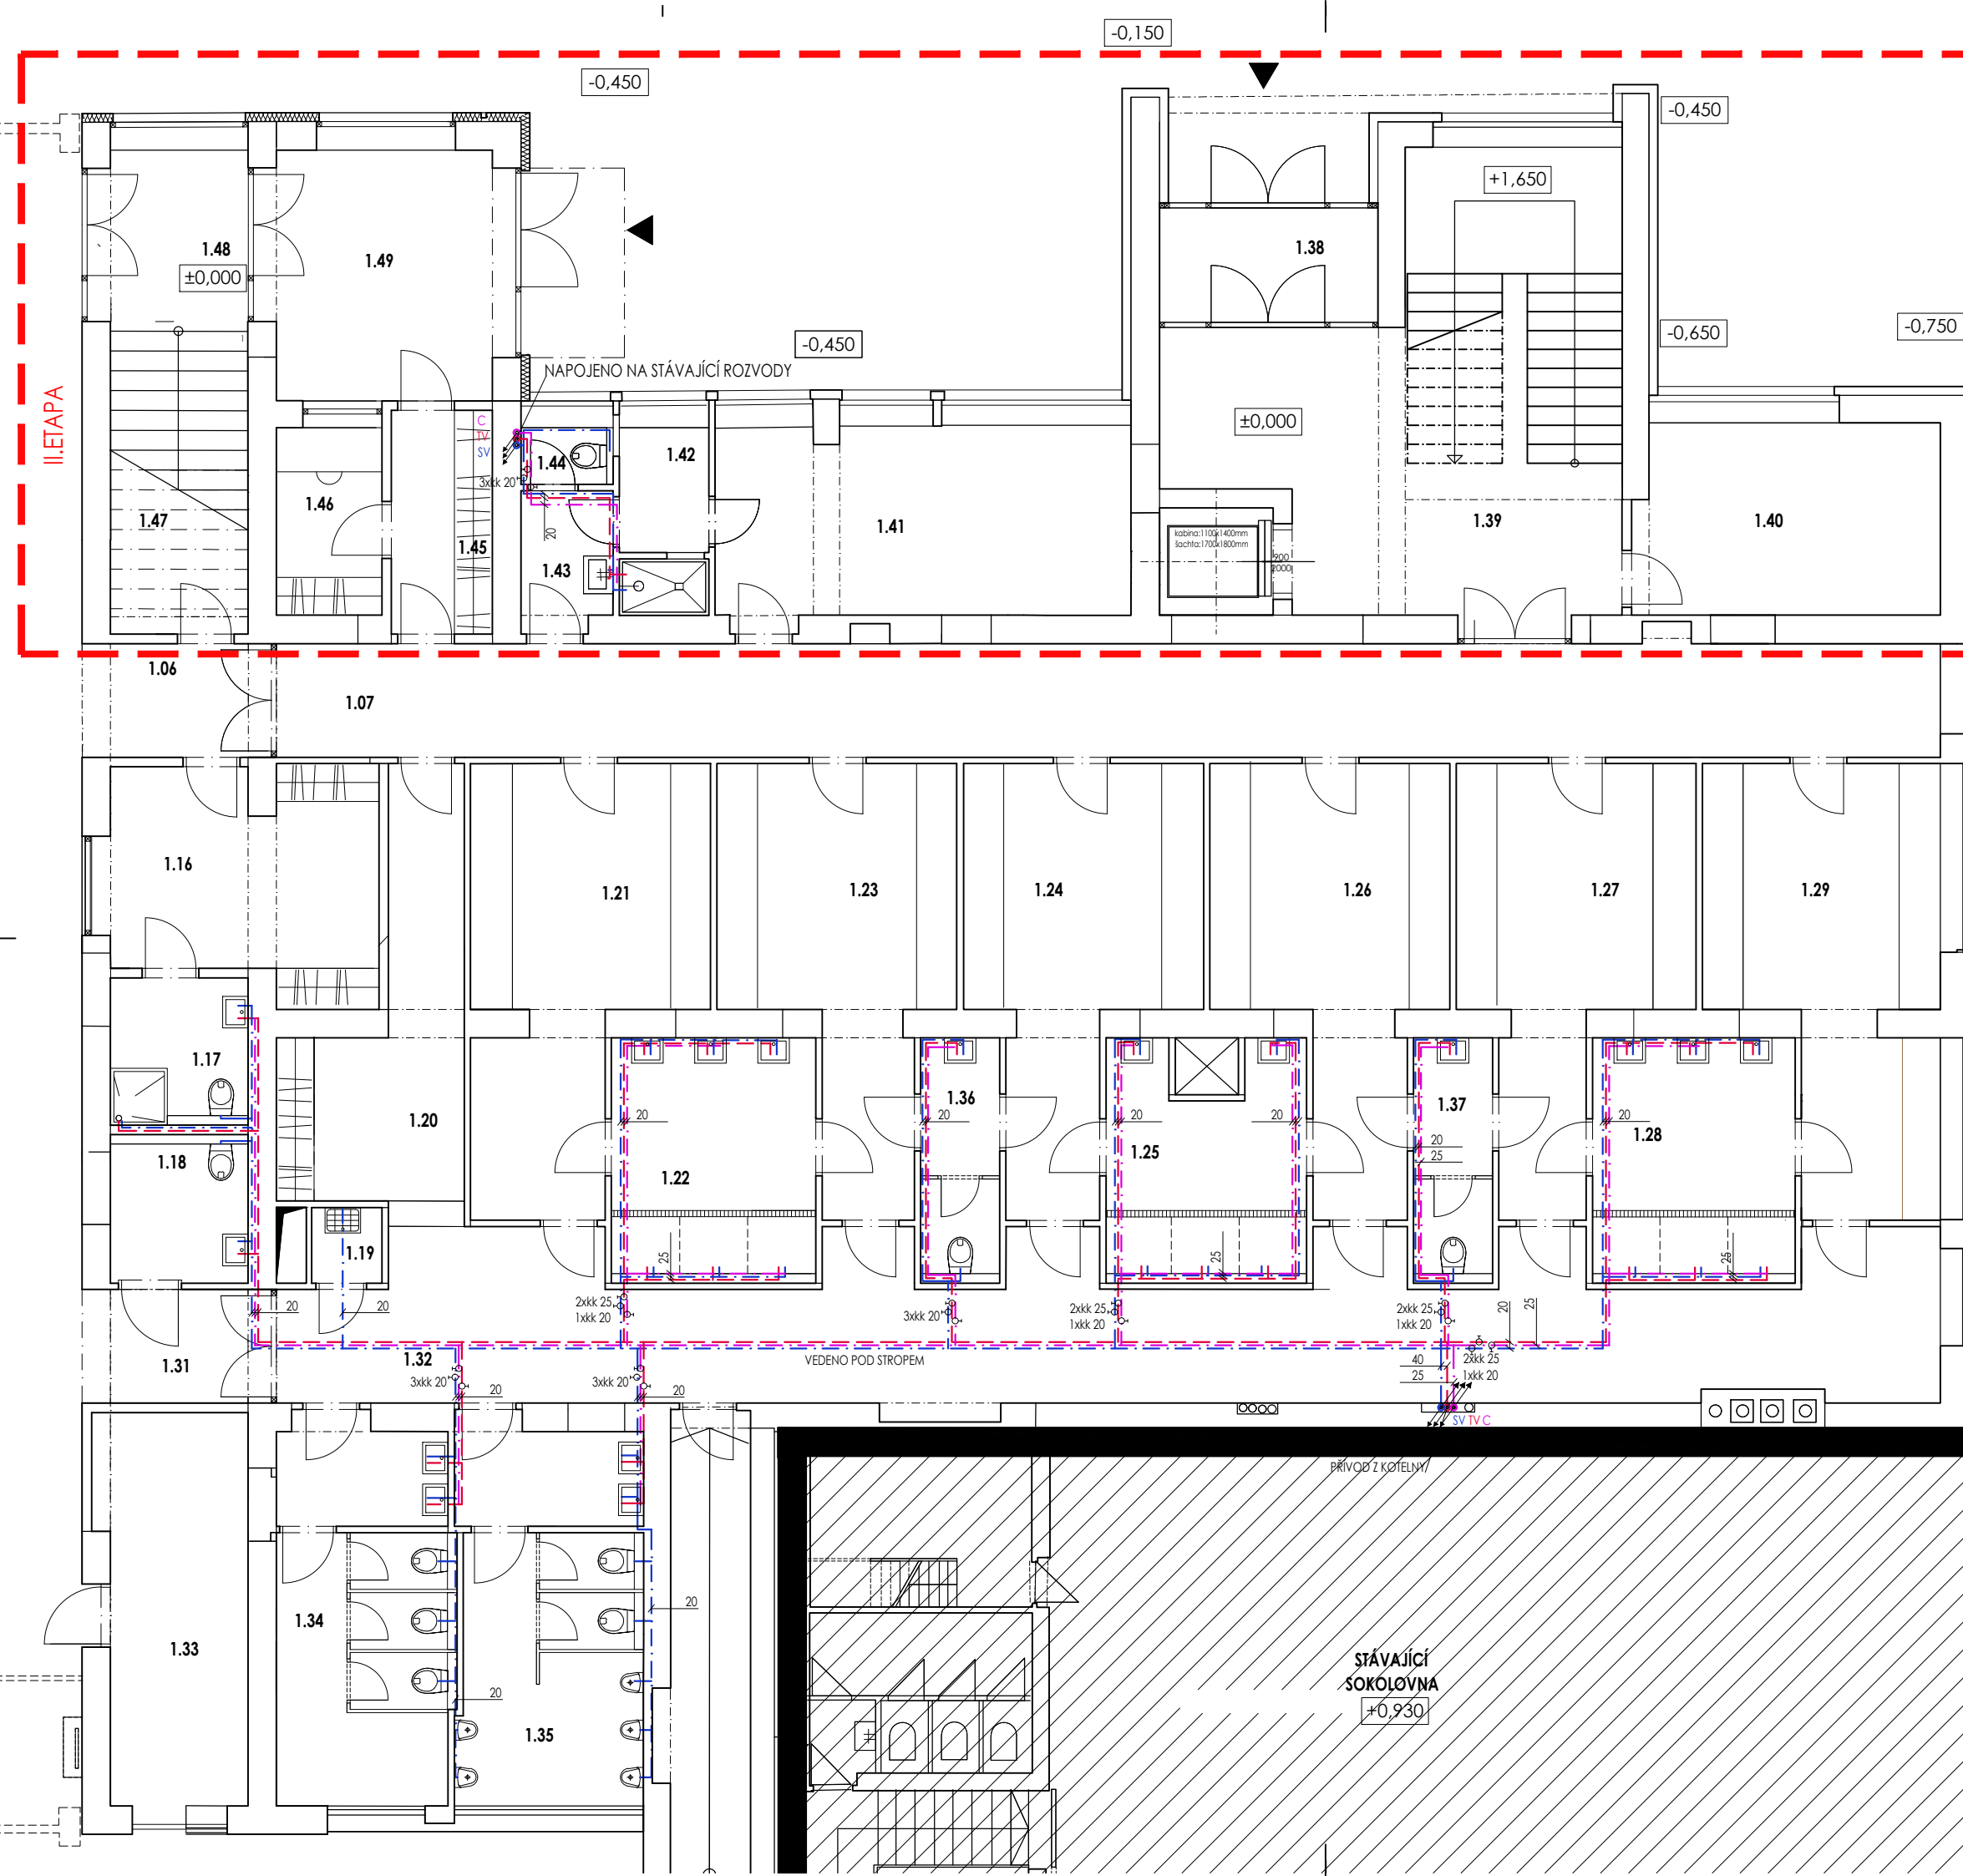 -0,150
-0,450
-0,450
+1,650
1.48
1.49
1.38
±0,000
-0,650
-0,750
-0,450
NAPOJENO NA STÁVAJÍCÍ ROZVODY
II.ETAPA
±0,000
C
TV
SV
1.44
1.42
3xkk 20
1.46
1.47
1.45
20
1.41
1.39
1.40
kabina:1100x1400mm
šachta:1700x1800mm
900
2000
1.43
1.06
1.07
1.16
1.21
1.23
1.24
1.26
1.27
1.29
1.17
1.36
1.37
20
20
20
20
20
1.20
1.28
20
25
1.25
1.18
1.22
1.19
25
25
25
20
20
2xkk 25
1xkk 20
3xkk 20
2xkk 25
1xkk 20
2xkk 25
1xkk 20
20
25
1.31
1.32
VEDENO POD STROPEM
40
25
2xkk 25
1xkk 20
3xkk 20
20
3xkk 20
20
SV TV C
PŘÍVOD Z KOTELNY
20
1.34
1.33
STÁVAJÍCÍ
SOKOLOVNA
+0,930
20
1.35